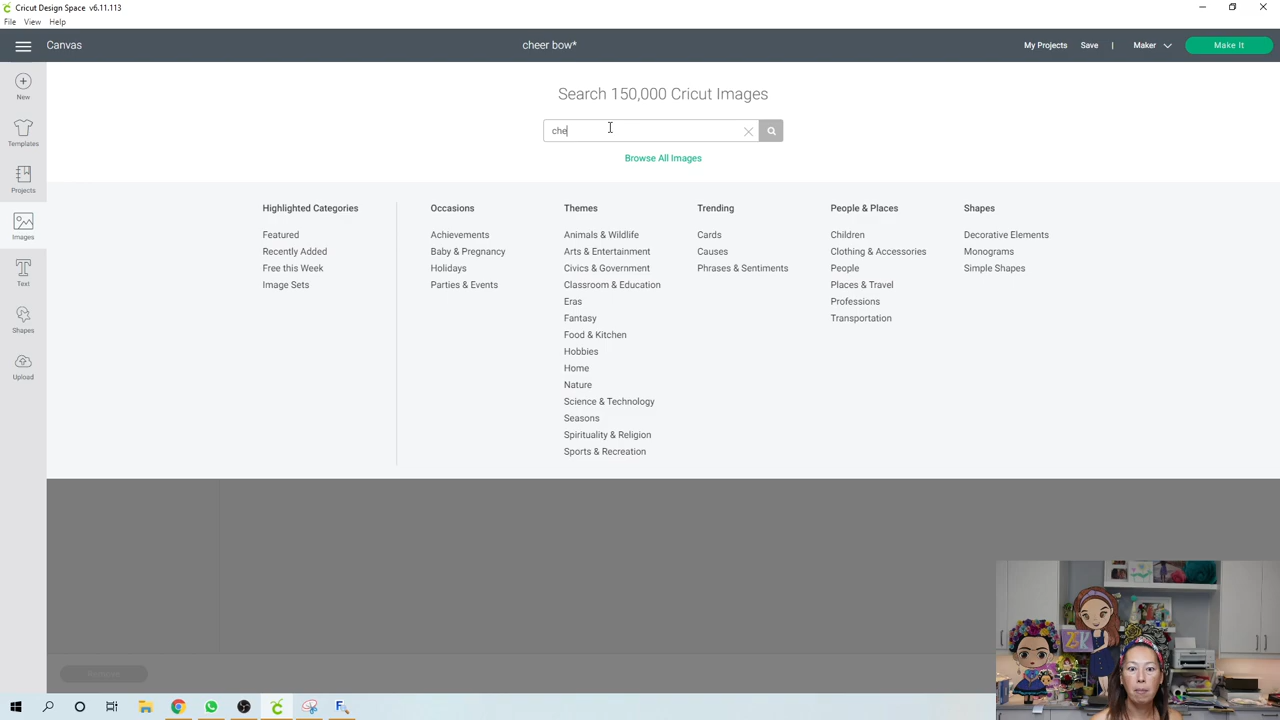 Cricut Design Space v6.11.113
File View Help
Canvas
cheer bow*
My Projects Save | Maker Make It
New
Templates
Projects
Images
Text
Shapes
Upload
Search 150,000 Cricut Images
che
Browse All Images
Highlighted Categories
Featured
Recently Added
Free this Week
Image Sets
Occasions
Achievements
Baby & Pregnancy
Holidays
Parties & Events
Themes
Animals & Wildlife
Arts & Entertainment
Civics & Government
Classroom & Education
Eras
Fantasy
Food & Kitchen
Hobbies
Home
Nature
Science & Technology
Seasons
Spirituality & Religion
Sports & Recreation
Trending
Cards
Causes
Phrases & Sentiments
People & Places
Children
Clothing & Accessories
People
Places & Travel
Professions
Transportation
Shapes
Decorative Elements
Monograms
Simple Shapes
2K